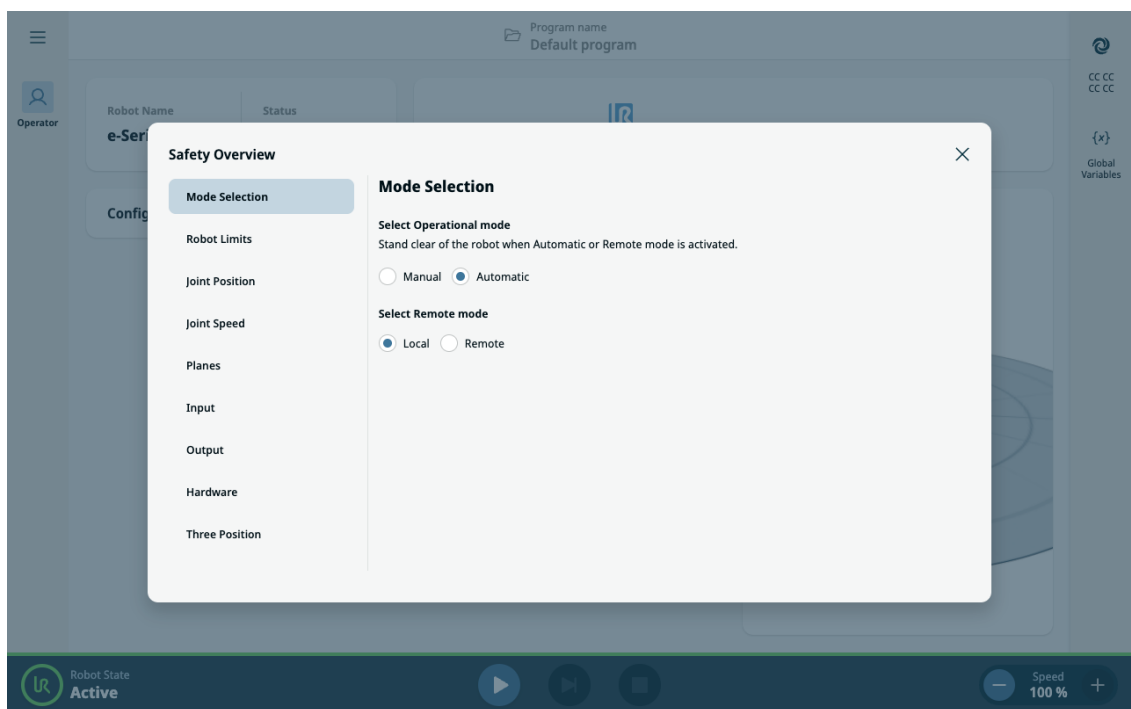 Program name
Default program
Operator
Robot Name
Status
e-Seri
Config
CC CC
CC CC
{x}
Global
Variables
Safety Overview
Mode Selection
Robot Limits
Joint Position
Joint Speed
Planes
Input
Output
Hardware
Three Position
Mode Selection
Select Operational mode
Stand clear of the robot when Automatic or Remote mode is activated.
Manual
Automatic
Select Remote mode
Local
Remote
Robot State
Active
Speed
100 %